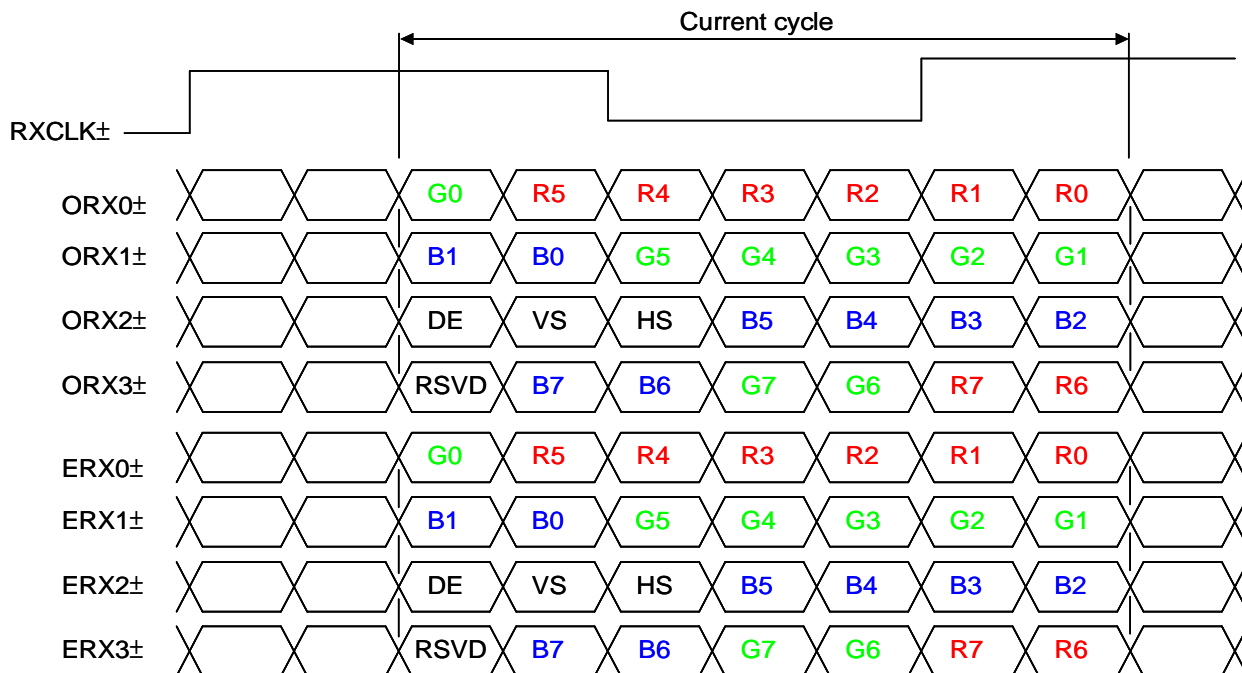 Current cycle
RXCLK±
ORX0± G0 R5 R4 R3 R2 R1 R0
ORX1± B1 B0 G5 G4 G3 G2 G1
ORX2± DE VS HS B5 B4 B3 B2
ORX3± RSVD B7 B6 G7 G6 R7 R6
ERX0± G0 R5 R4 R3 R2 R1 R0
ERX1± B1 B0 G5 G4 G3 G2 G1
ERX2± DE VS HS B5 B4 B3 B2
ERX3± RSVD B7 B6 G7 G6 R7 R6